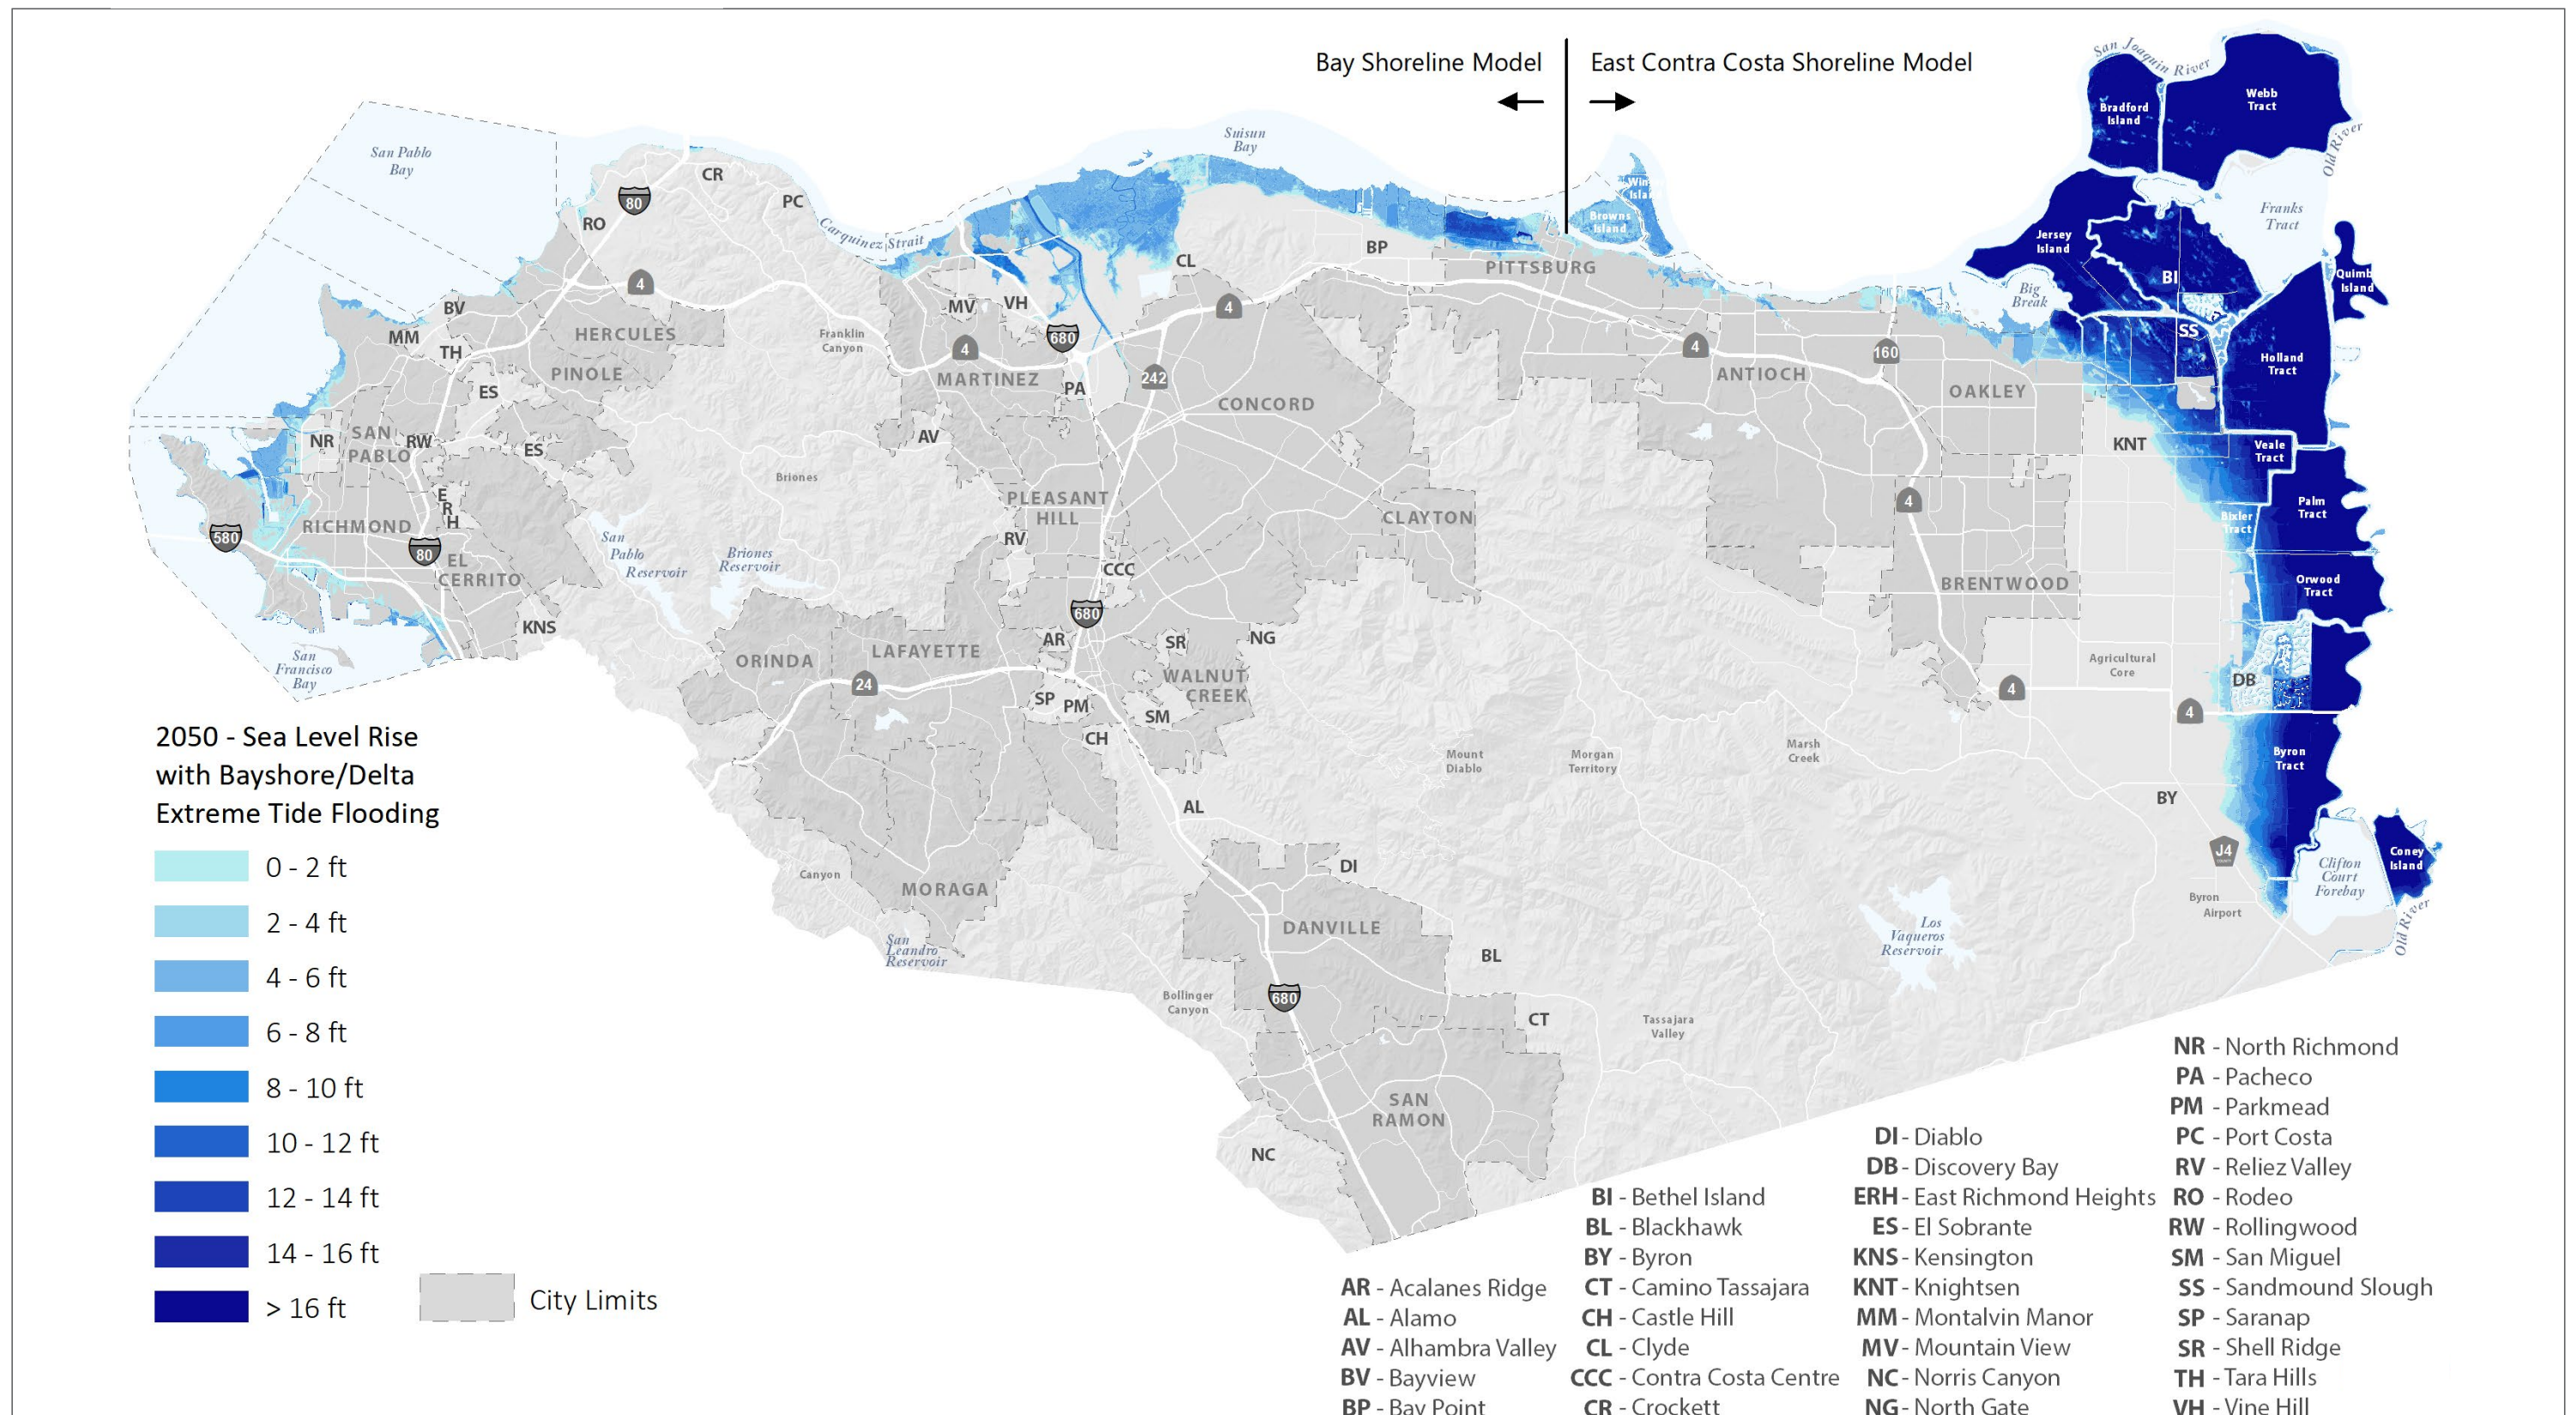 Bay Shoreline Model
East Contra Costa Shoreline Model
San Joaquin River
Bradford
Island
Webb
Tract
Old River
San Pablo
Bay
Suisun
Bay
CR
80
PC
RO
Carquinez Strait
Browns
Island
Franks
Tract
Jersey
Island
BI
Quimb
Island
BP
CL
PITTSBURG
4
Big
Break
BV
MM
TH
HERCULES
PINOLE
ES
Franklin
Canyon
MV
VH
680
4
4
MARTINEZ
PA
242
CONCORD
4
160
ANTIOCH
OAKLEY
SS
Holland
Tract
NR
SAN
PABLO
RW
ES
AV
Briones
KNT
Veale
Tract
E
R
H
RICHMOND
580
80
EL
CERRITO
KNS
San
Pablo
Reservoir
Briones
Reservoir
PLEASANT
HILL
RV
CCC
680
CLAYTON
4
BRENTWOOD
Palm
Tract
Bixler
Tract
Orwood
Tract
San
Francisco
Bay
ORINDA
LAFAYETTE
24
AR
SR
NG
WALNUT
CREEK
SP
PM
SM
CH
Agricultural
Core
DB
4
4
Mount
Diablo
Morgan
Territory
Marsh
Creek
Byron
Tract
BY
AL
Canyon
MORAGA
San
Leandro
Reservoir
DI
DANVILLE
BL
J4
Clifton
Court
Forebay
Coney
Island
Byron
Airport
Old River
Los
Vaqueros
Reservoir
Bollinger
Canyon
680
CT
Tassajara
Valley
SAN
RAMON
NC
2050 - Sea Level Rise
with Bayshore/Delta
Extreme Tide Flooding
0 - 2 ft
2 - 4 ft
4 - 6 ft
6 - 8 ft
8 - 10 ft
10 - 12 ft
12 - 14 ft
14 - 16 ft
> 16 ft
City Limits
AR - Acalanes Ridge
AL - Alamo
AV - Alhambra Valley
BV - Bayview
BP - Bay Point
BI - Bethel Island
BL - Blackhawk
BY - Byron
CT - Camino Tassajara
CH - Castle Hill
CL - Clyde
CCC - Contra Costa Centre
CR - Crockett
DI - Diablo
DB - Discovery Bay
ERH - East Richmond Heights
ES - El Sobrante
KNS - Kensington
KNT - Knightsen
MM - Montalvin Manor
MV - Mountain View
NC - Norris Canyon
NG - North Gate
NR - North Richmond
PA - Pacheco
PM - Parkmead
PC - Port Costa
RV - Reliez Valley
RO - Rodeo
RW - Rollingwood
SM - San Miguel
SS - Sandmound Slough
SP - Saranap
SR - Shell Ridge
TH - Tara Hills
VH - Vine Hill